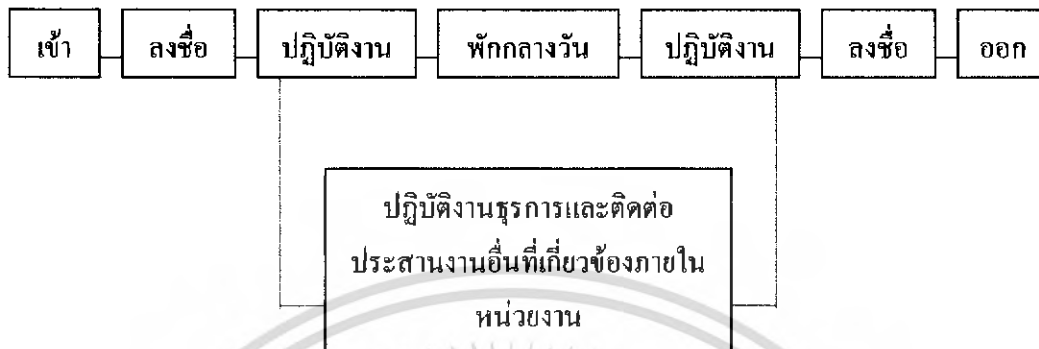 เข้า ลงชื่อ ปฏิบัติงาน พักกลางวัน ปฏิบัติงาน ลงชื่อ ออก
ปฏิบัติงานธุรการและติดต่อ
ประสานงานอื่นที่เกี่ยวข้องภายใน
หน่วยงาน